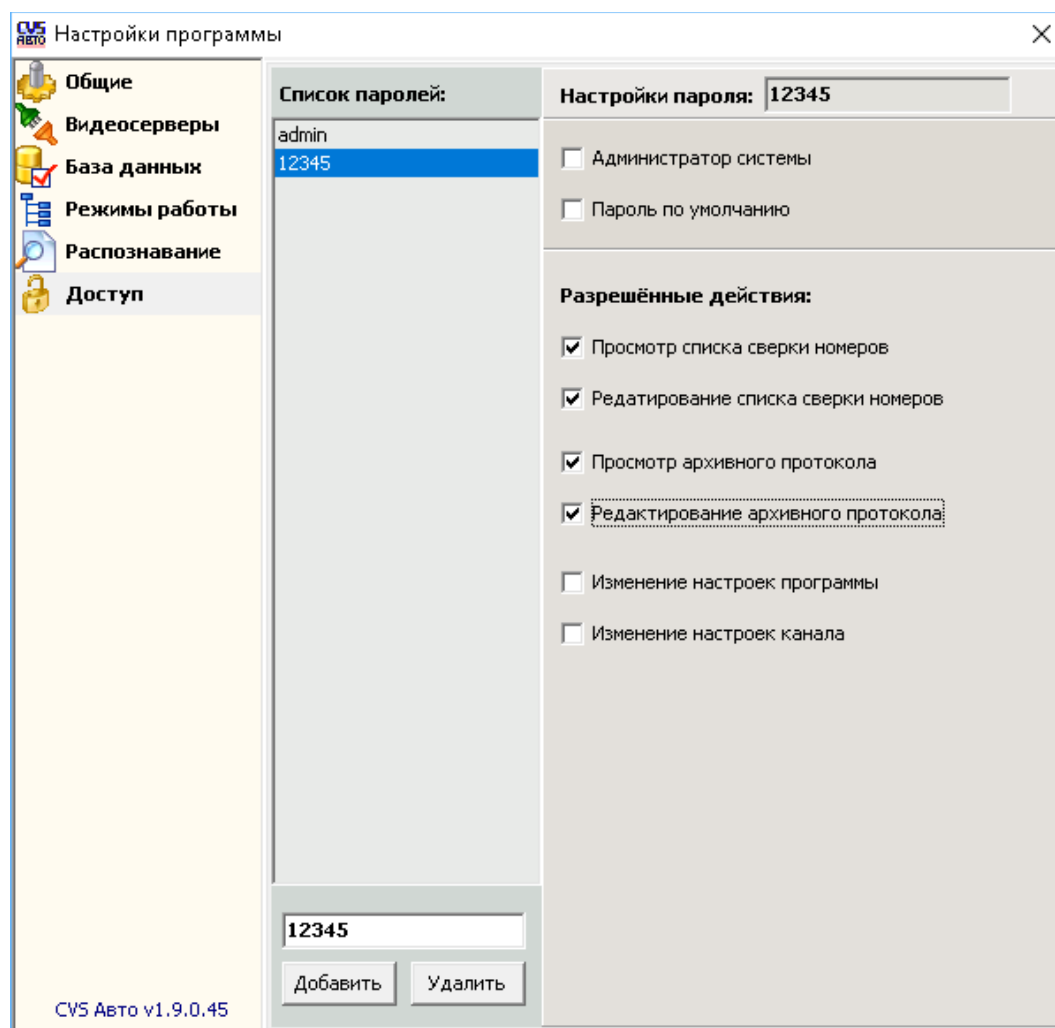 CVS АВТО Настройки программы
Общие
Видеосерверы
База данных
Режимы работы
Распознавание
Доступ
CVS Авто v1.9.0.45
Список паролей:
admin
12345
12345
Добавить Удалить
Настройки пароля: 12345
Администратор системы
Пароль по умолчанию
Разрешённые действия:
Просмотр списка сверки номеров
Редатирование списка сверки номеров
Просмотр архивного протокола
Редактирование архивного протокола
Изменение настроек программы
Изменение настроек канала